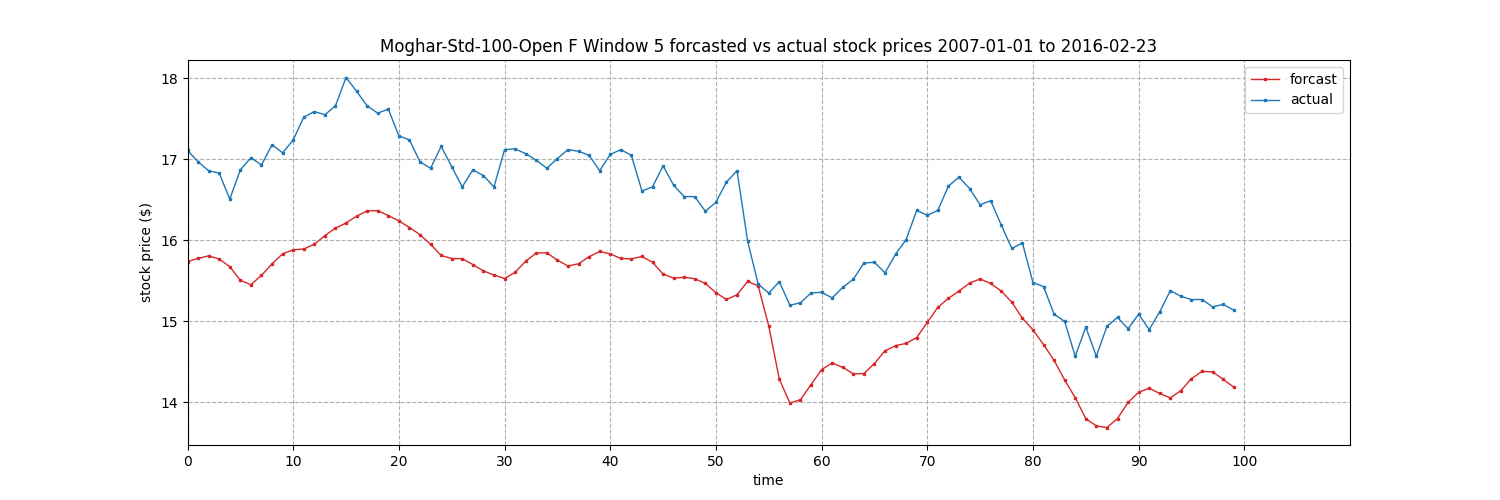 Moghar-Std-100-Open F Window 5 forcasted vs actual stock prices 2007-01-01 to 2016-02-23
forcast
actual
stock price ($)
18
17
16
15
14
0 10 20 30 40 50 60 70 80 90 100
time